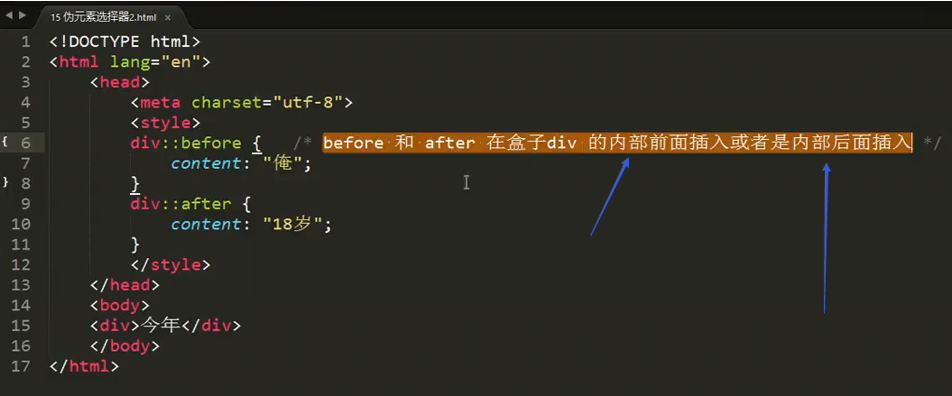 15 伪元素选择器2.html ×
1 <!DOCTYPE html>
2 <html lang="en">
3 <head>
4 <meta charset="utf-8">
5 <style>
6 div::before { /* before 和 after 在盒子div 的内部前面插入或者是内部后面插入 */
7 content: "俺";
8 }
9 div::after {
10 content: "18岁";
11 }
12 </style>
13 </head>
14 <body>
15 <div>今年</div>
16 </body>
17 </html>